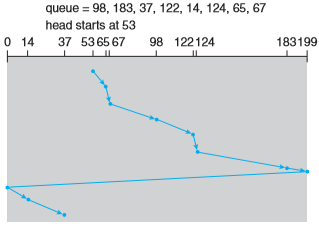 queue = 98, 183, 37, 122, 14, 124, 65, 67
head starts at 53
0 14 37 53 65 67 98 122 124 183 199